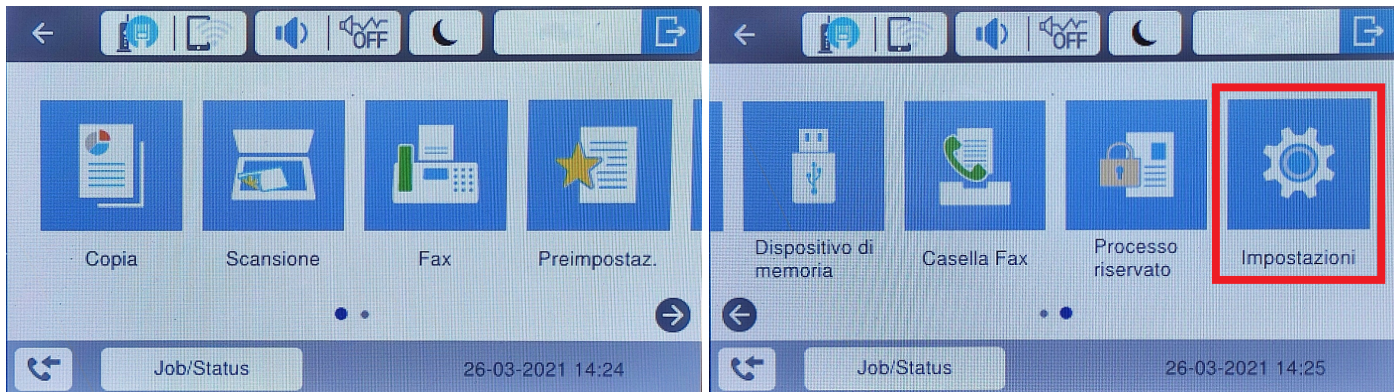 OFF
Copia
Scansione
Fax
Preimpostaz.
Job/Status
26-03-2021 14:24
OFF
Dispositivo di
memoria
Casella Fax
Processo
riservato
Impostazioni
Job/Status
26-03-2021 14:25